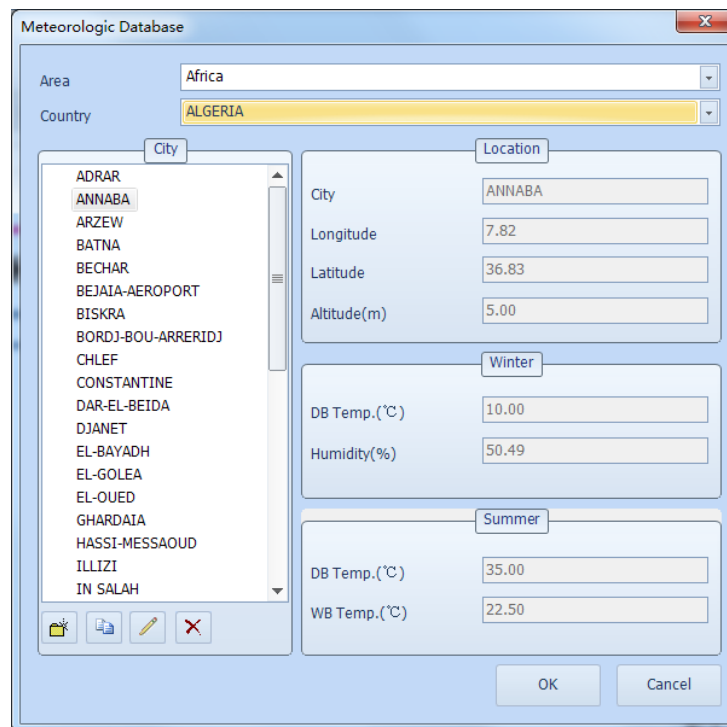 Meteorologic Database
Area
Africa
Country
ALGERIA
City
ADRAR
ANNABA
ARZEW
BATNA
BECHAR
BEJAIA-AEROPORT
BISKRA
BORDJ-BOU-ARRERIDJ
CHLEF
CONSTANTINE
DAR-EL-BEIDA
DJANET
EL-BAYADH
EL-GOLEA
EL-OUED
GHARDAIA
HASSI-MESSAOUD
ILLIZI
IN SALAH
Location
City
ANNABA
Longitude
7.82
Latitude
36.83
Altitude(m)
5.00
Winter
DB Temp.(℃)
10.00
Humidity(%)
50.49
Summer
DB Temp.(℃)
35.00
WB Temp.(℃)
22.50
OK
Cancel